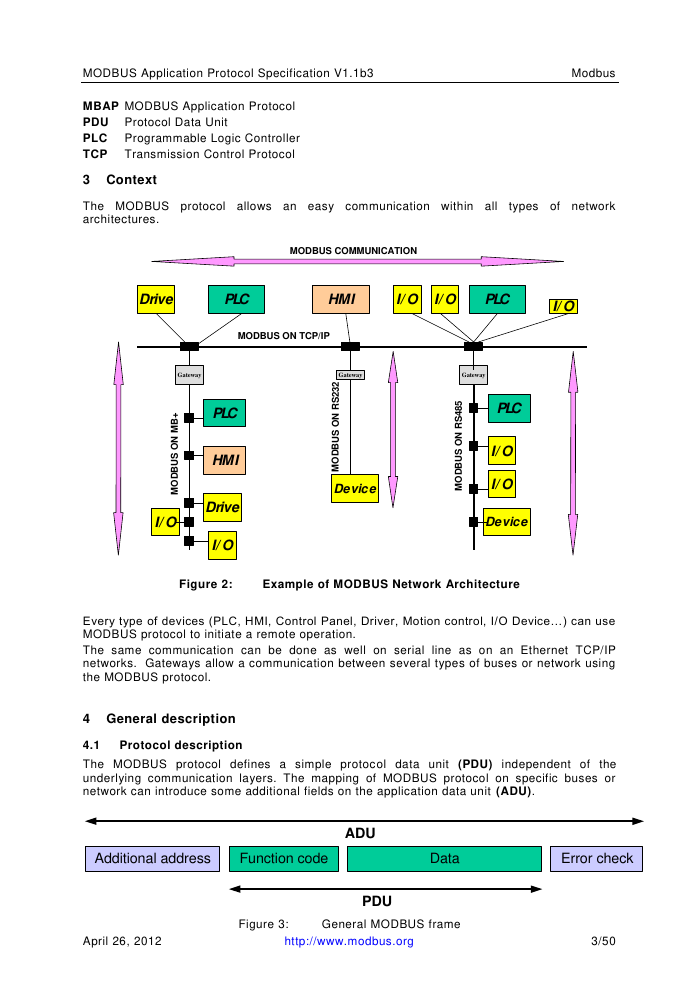 MODBUS Application Protocol Specification V1.1b3 Modbus
MBAP MODBUS Application Protocol
PDU Protocol Data Unit
PLC Programmable Logic Controller
TCP Transmission Control Protocol
3 Context
The MODBUS protocol allows an easy communication within all types of network
architectures.
MODBUS COMMUNICATION
Drive PLC HMI I/O I/O PLC I/O
MODBUS ON TCP/IP
Gateway Gateway Gateway
MODBUS ON MB+
PLC
HMI
Drive
I/O
I/O
MODBUS ON RS232
Device
MODBUS ON RS485
PLC
I/O
I/O
Device
Figure 2: Example of MODBUS Network Architecture
Every type of devices (PLC, HMI, Control Panel, Driver, Motion control, I/O Device…) can use
MODBUS protocol to initiate a remote operation.
The same communication can be done as well on serial line as on an Ethernet TCP/IP
networks. Gateways allow a communication between several types of buses or network using
the MODBUS protocol.
4 General description
4.1 Protocol description
The MODBUS protocol defines a simple protocol data unit (PDU) independent of the
underlying communication layers. The mapping of MODBUS protocol on specific buses or
network can introduce some additional fields on the application data unit (ADU).
ADU
Additional address Function code Data Error check
PDU
Figure 3: General MODBUS frame
April 26, 2012 http://www.modbus.org 3/50